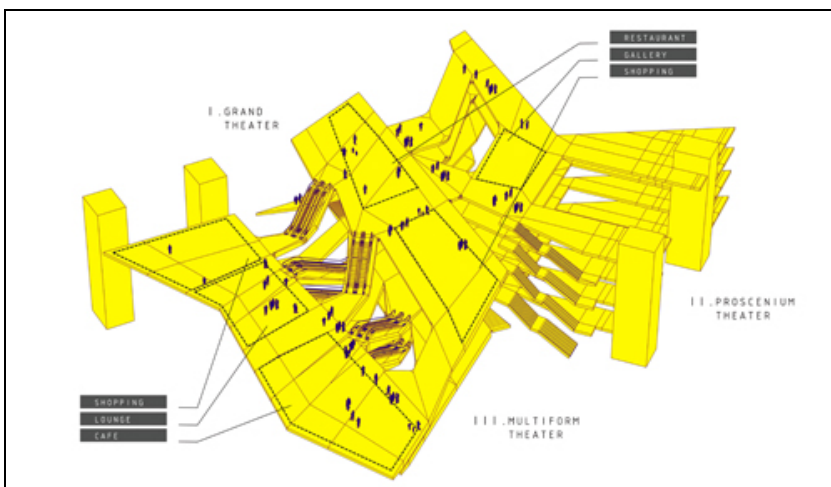 RESTAURANT
GALLERY
SHOPPING
I.GRAND
THEATER
II.PROSCENIUM
THEATER
SHOPPING
LOUNGE
CAFE
III.MULTIFORM
THEATER